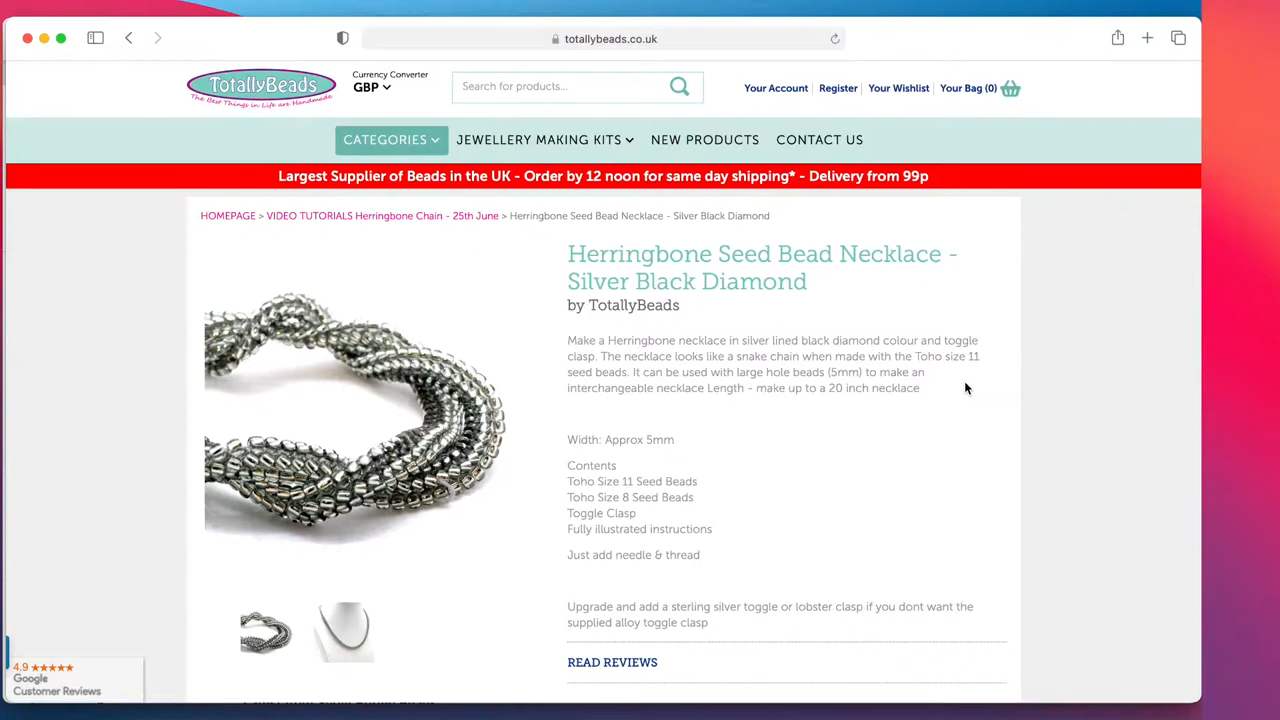 totallybeads.co.uk
TotallyBeads
The Best Things in Life are Handmade
Currency Converter
GBP
Search for products...
Your Account
Register
Your Wishlist
Your Bag (0)
CATEGORIES
JEWELLERY MAKING KITS
NEW PRODUCTS
CONTACT US
Largest Supplier of Beads in the UK - Order by 12 noon for same day shipping* - Delivery from 99p
HOMEPAGE > VIDEO TUTORIALS Herringbone Chain - 25th June > Herringbone Seed Bead Necklace - Silver Black Diamond
Herringbone Seed Bead Necklace -
Silver Black Diamond
by TotallyBeads
Make a Herringbone necklace in silver lined black diamond colour and toggle
clasp. The necklace looks like a snake chain when made with the Toho size 11
seed beads. It can be used with large hole beads (5mm) to make an
interchangeable necklace Length - make up to a 20 inch necklace
Width: Approx 5mm
Contents
Toho Size 11 Seed Beads
Toho Size 8 Seed Beads
Toggle Clasp
Fully illustrated instructions
Just add needle & thread
Upgrade and add a sterling silver toggle or lobster clasp if you dont want the
supplied alloy toggle clasp
READ REVIEWS
4.9 ★★★★★
Google
Customer Reviews